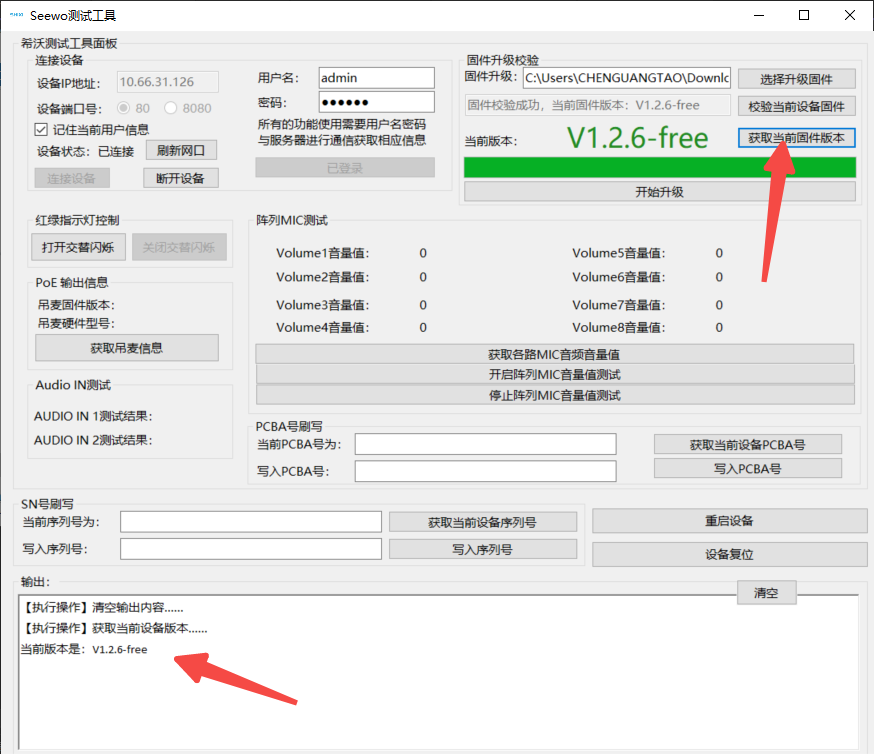 Seewo测试工具
希沃测试工具面板
连接设备
设备IP地址: 10.66.31.126
设备端口号: 80 8080
记住当前用户信息
设备状态: 已连接 刷新网口
连接设备 断开设备
用户名: admin
密码: ●●●●●●
所有的功能使用需要用户名密码
与服务器进行通信获取相应信息
已登录
固件升级校验
固件升级: C:\Users\CHENGUANGTAO\Downlc 选择升级固件
固件校验成功，当前固件版本: V1.2.6-free 校验当前设备固件
当前版本: V1.2.6-free 获取当前固件版本
开始升级
红绿指示灯控制
打开交替闪烁 关闭交替闪烁
PoE 输出信息
吊麦固件版本:
吊麦硬件型号:
获取吊麦信息
Audio IN测试
AUDIO IN 1测试结果:
AUDIO IN 2测试结果:
阵列MIC测试
Volume1音量值: 0 Volume5音量值: 0
Volume2音量值: 0 Volume6音量值: 0
Volume3音量值: 0 Volume7音量值: 0
Volume4音量值: 0 Volume8音量值: 0
获取各路MIC音频音量值
开启阵列MIC音量值测试
停止阵列MIC音量值测试
PCBA号刷写
当前PCBA号为: 获取当前设备PCBA号
写入PCBA号: 写入PCBA号
SN号刷写
当前序列号为: 获取当前设备序列号
写入序列号: 写入序列号
重启设备
设备复位
输出:
清空
【执行操作】清空输出内容......
【执行操作】获取当前设备版本......
当前版本是: V1.2.6-free